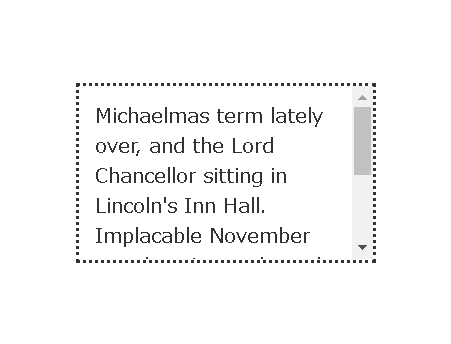 Michaelmas term lately
over, and the Lord
Chancellor sitting in
Lincoln's Inn Hall.
Implacable November